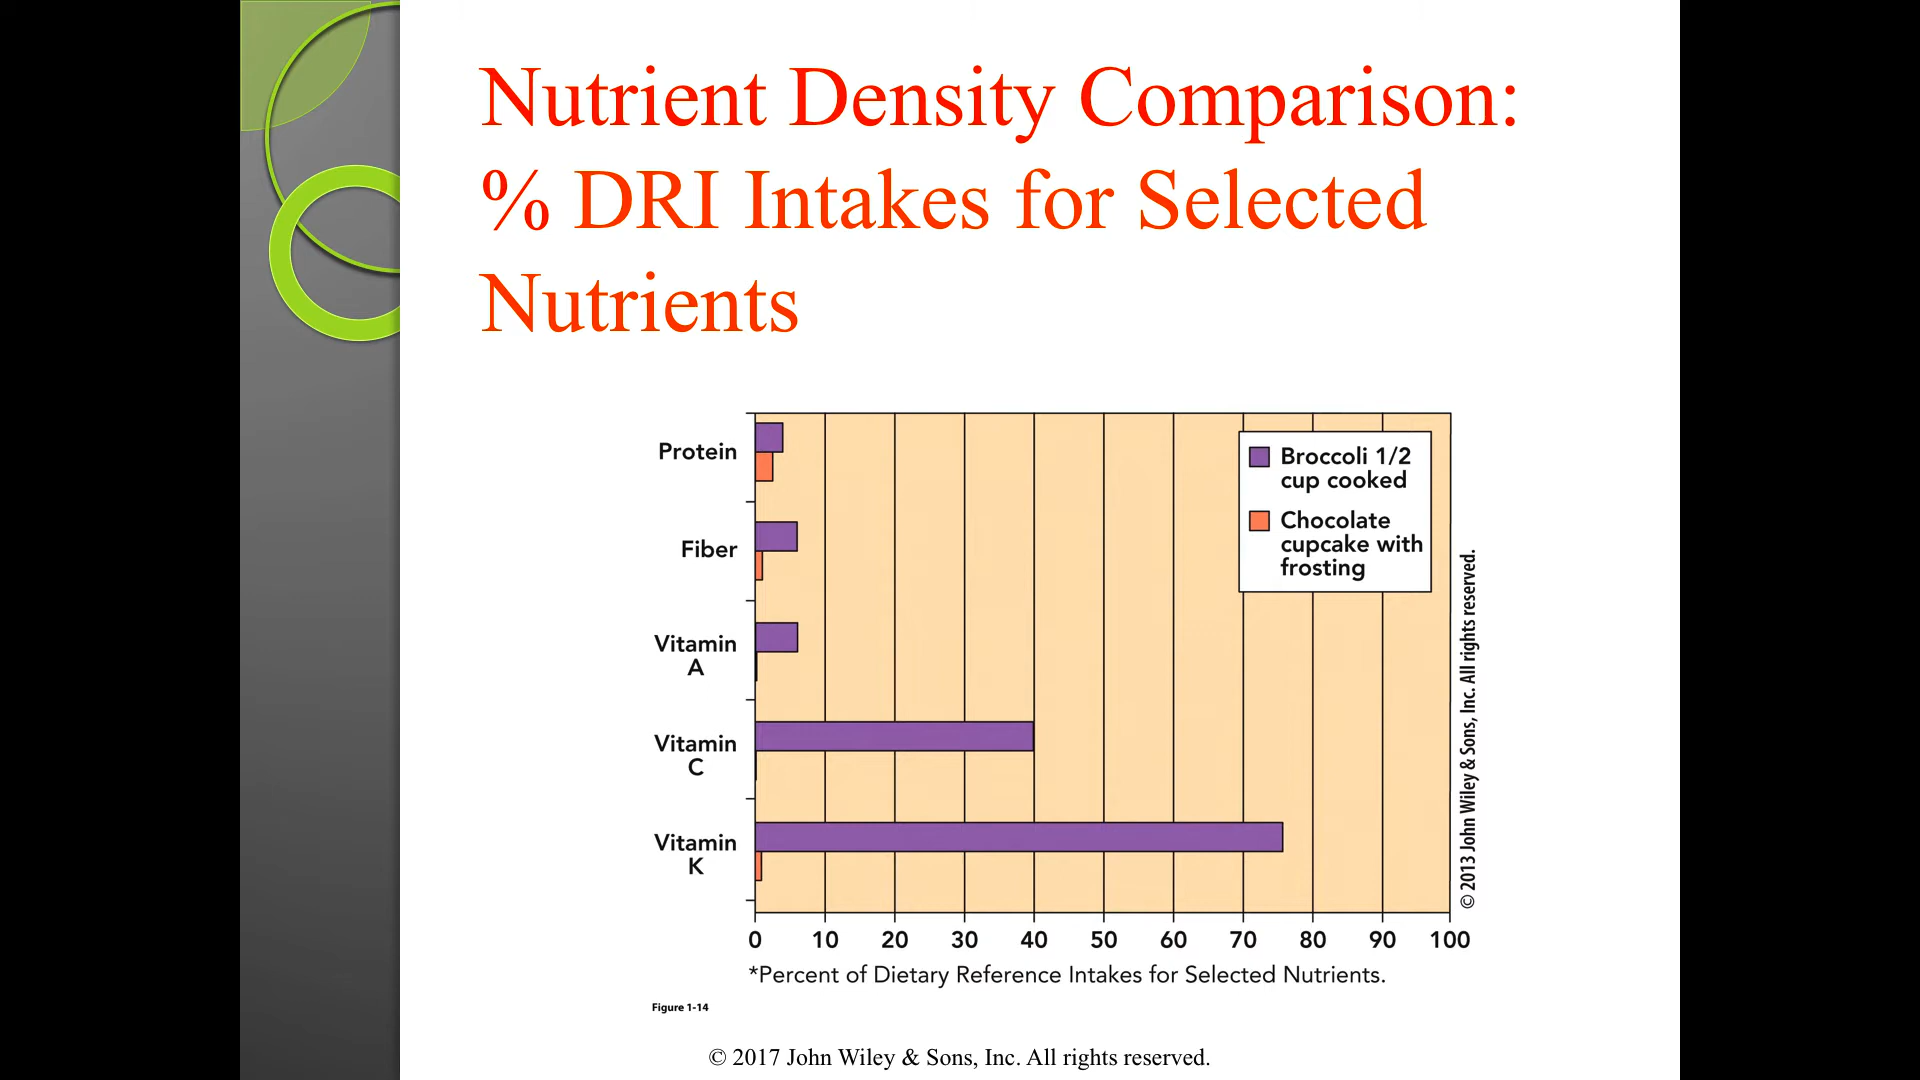 Nutrient Density Comparison:
% DRI Intakes for Selected
Nutrients
Protein
Fiber
Vitamin
A
Vitamin
C
Vitamin
K
Broccoli 1/2
cup cooked
Chocolate
cupcake with
frosting
© 2013 John Wiley & Sons, Inc. All rights reserved.
0 10 20 30 40 50 60 70 80 90 100
*Percent of Dietary Reference Intakes for Selected Nutrients.
Figure 1-14
© 2017 John Wiley & Sons, Inc. All rights reserved.